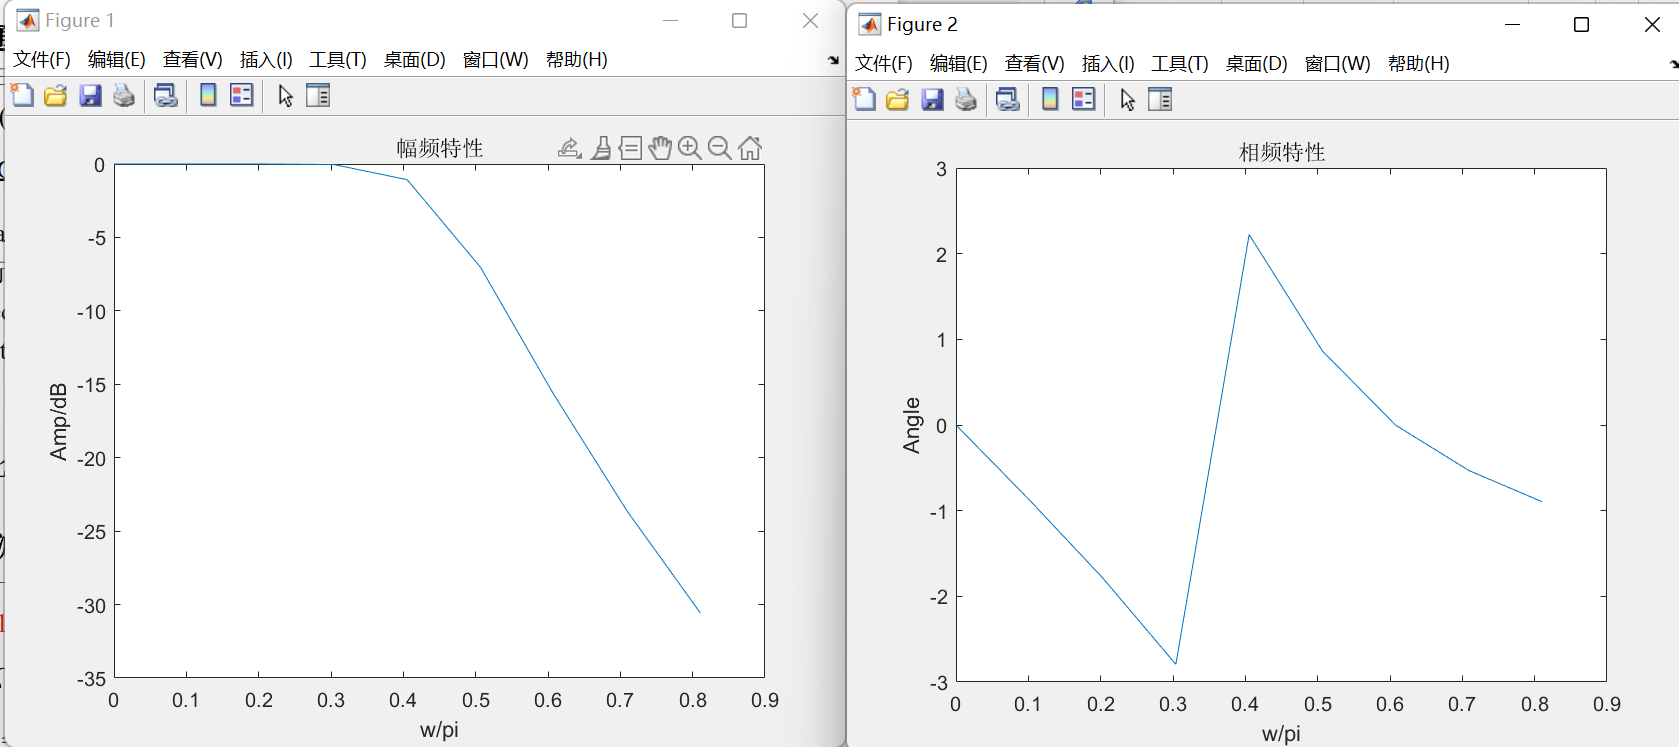 Figure 1
文件(F) 编辑(E) 查看(V) 插入(I) 工具(T) 桌面(D) 窗口(W) 帮助(H)
幅频特性
0
-5
-10
-15
-20
-25
-30
-35
Amp/dB
0 0.1 0.2 0.3 0.4 0.5 0.6 0.7 0.8 0.9
w/pi
Figure 2
文件(F) 编辑(E) 查看(V) 插入(I) 工具(T) 桌面(D) 窗口(W) 帮助(H)
相频特性
3
2
1
0
-1
-2
-3
Angle
0 0.1 0.2 0.3 0.4 0.5 0.6 0.7 0.8 0.9
w/pi